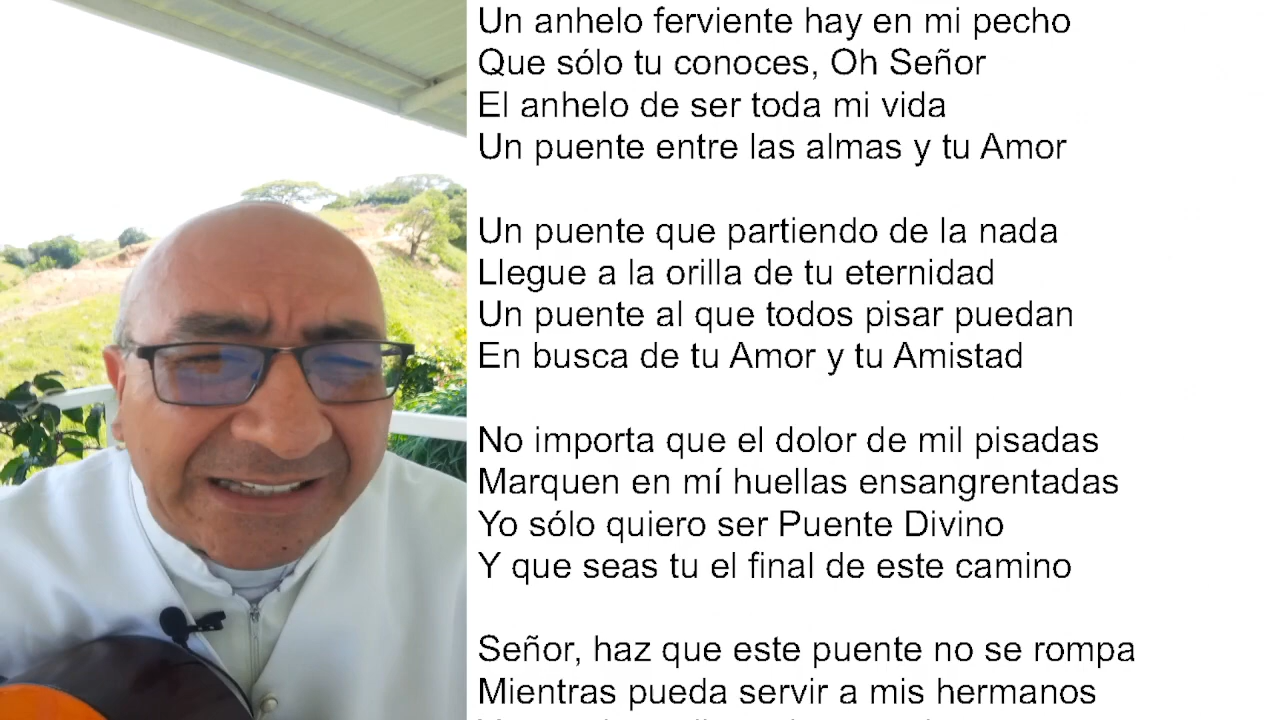 Un anhelo ferviente hay en mi pecho
Que sólo tu conoces, Oh Señor
El anhelo de ser toda mi vida
Un puente entre las almas y tu Amor
Un puente que partiendo de la nada
Llegue a la orilla de tu eternidad
Un puente al que todos pisar puedan
En busca de tu Amor y tu Amistad
No importa que el dolor de mil pisadas
Marquen en mí huellas ensangrentadas
Yo sólo quiero ser Puente Divino
Y que seas tu el final de este camino
Señor, haz que este puente no se rompa
Mientras pueda servir a mis hermanos